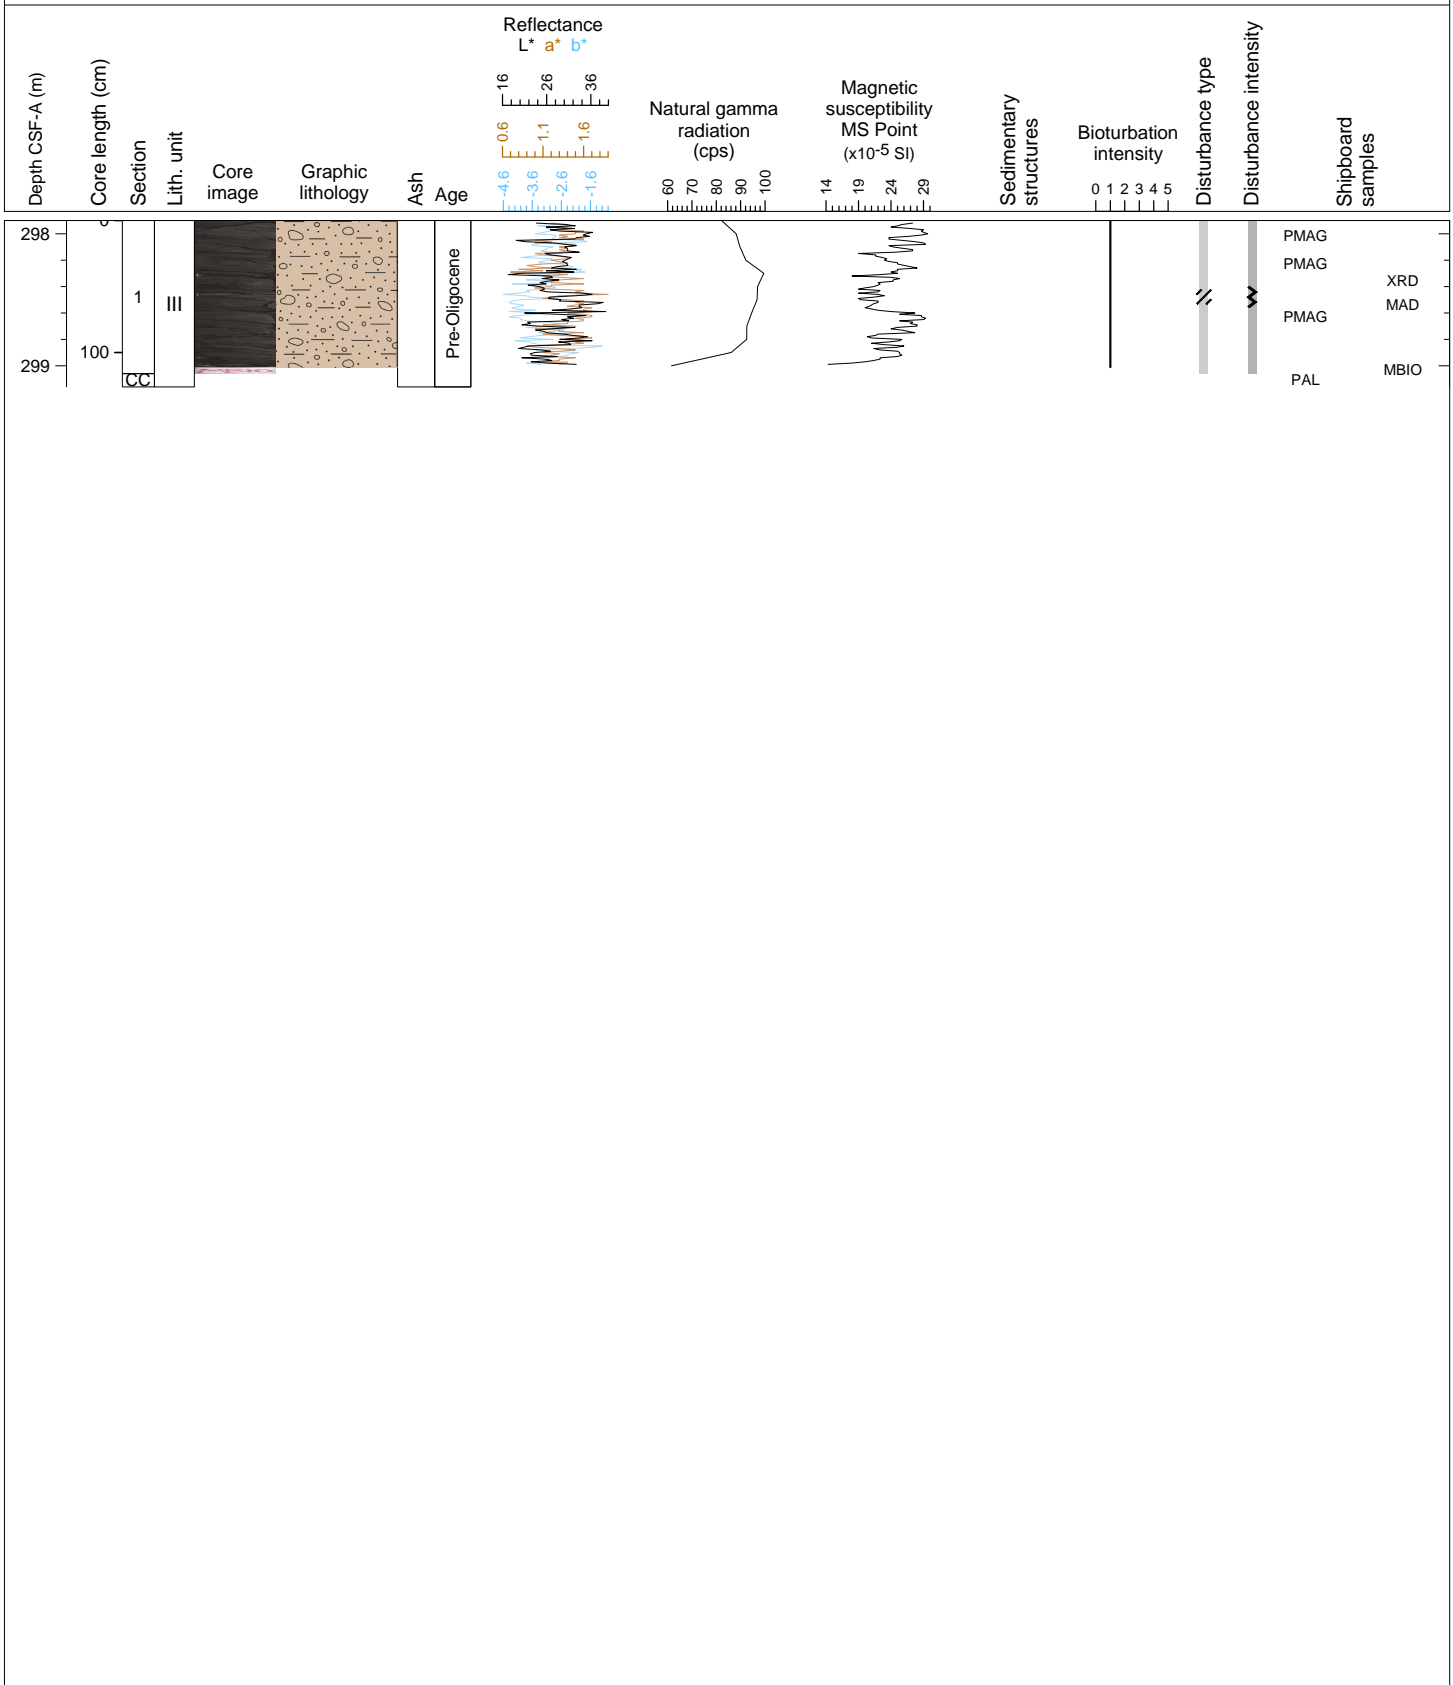 Depth CSF-A (m)
Core length (cm)
Section
Lith. unit
Core
image
Graphic
lithology
Ash
Age
Reflectance
L* a* b*
16 26 36
0.6 1.1 1.6
-4.6 -3.6 -2.6 -1.6
Natural gamma
radiation
(cps)
60 70 80 90 100
Magnetic
susceptibility
MS Point
(x10-5 SI)
14 19 24 29
Sedimentary
structures
Bioturbation
intensity
0 1 2 3 4 5
Disturbance type
Disturbance intensity
Shipboard
samples
0
298
PMAG
PMAG
XRD
1
III
Pre-Oligocene
MAD
PMAG
100
299
MBIO
CC
PAL